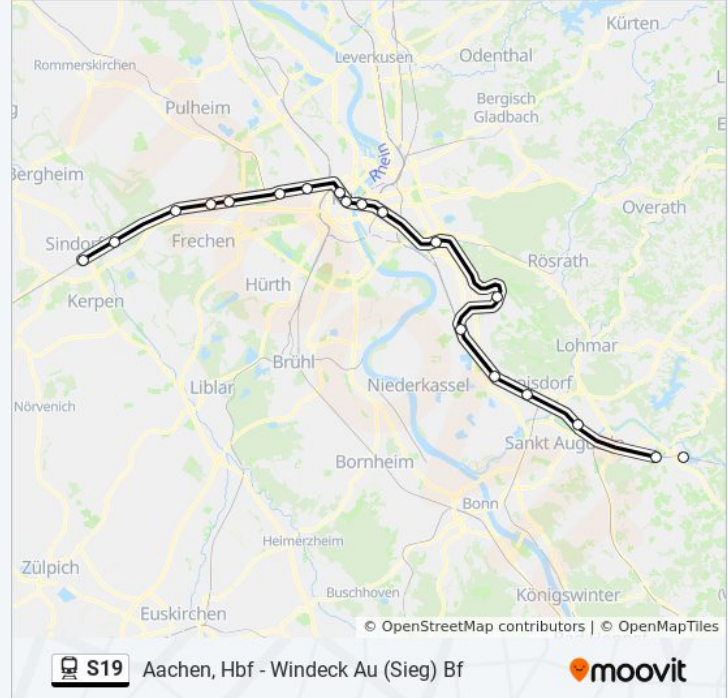 Kürten
Leverkusen
Odenthal
Rommerskirchen
Pulheim
Bergisch
Gladbach
Rhein
Bergheim
Overath
Sindorf
Frechen
Rösrath
Hürth
Kerpen
Lohmar
Brühl
Niederkassel
Liblar
Nörvenich
Sankt Augustin
Bornheim
Bonn
Heimerzheim
Zülpich
Buschhoven
Königswinter
Euskirchen
© OpenStreetMap contributors | © OpenMapTiles
S19 Aachen, Hbf - Windeck Au (Sieg) Bf
moovit